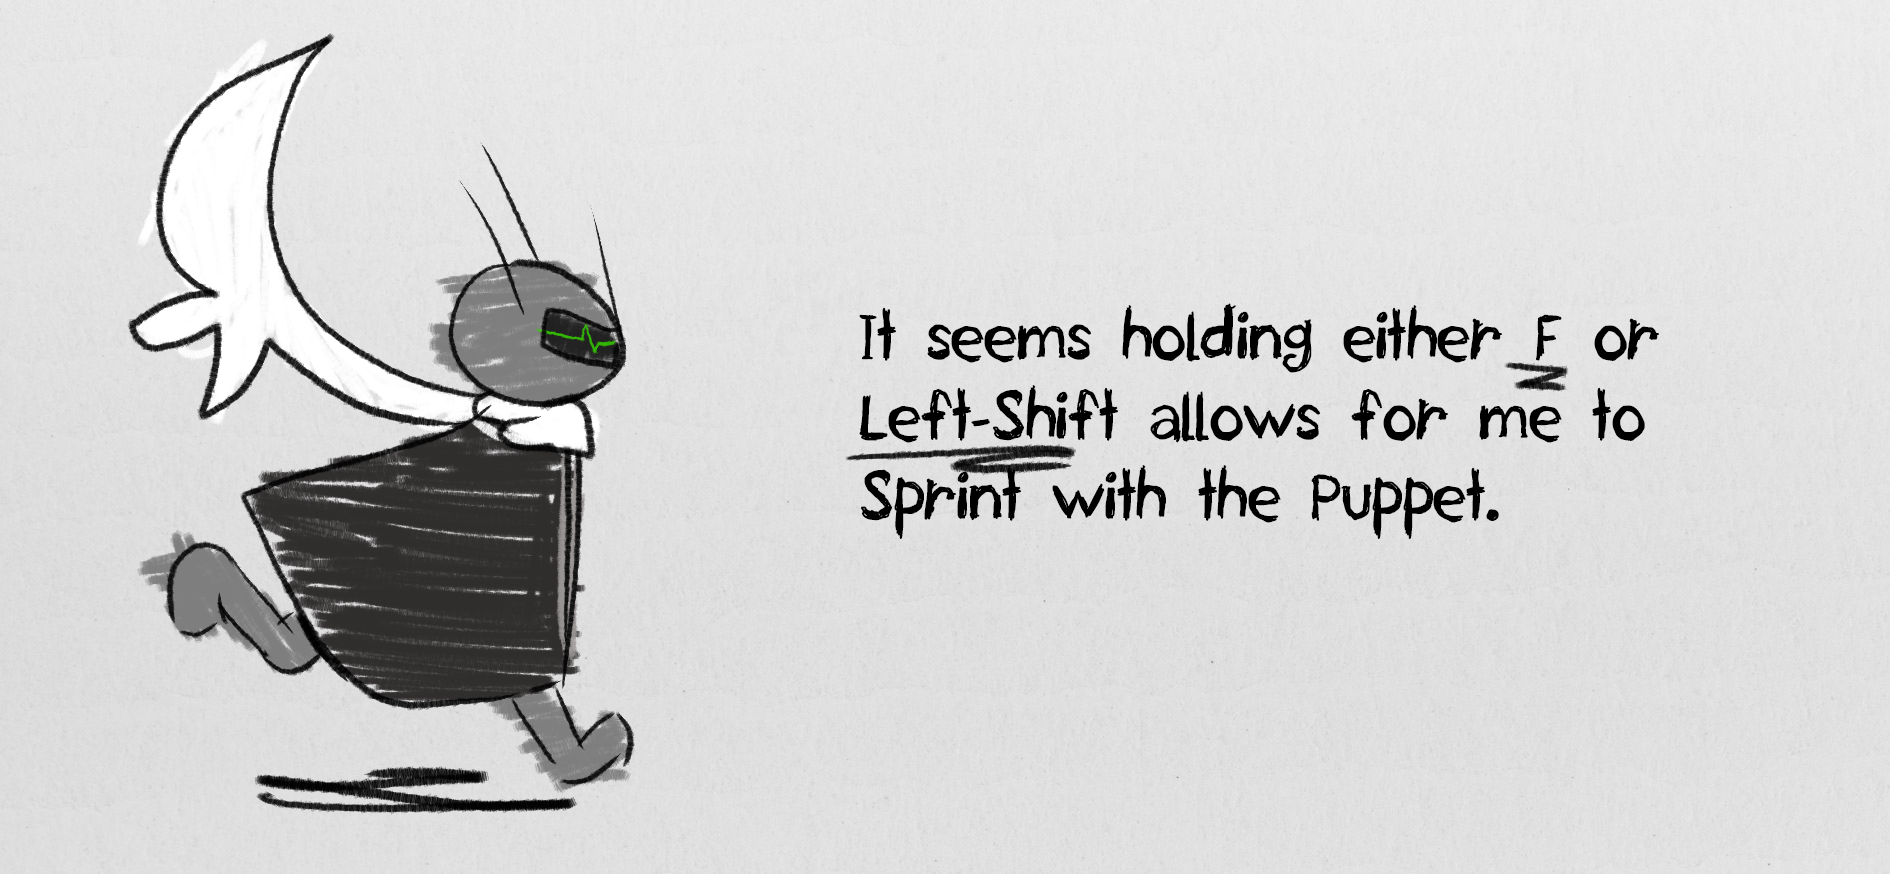 It seems holding either F or
Left-Shift allows for me to
Sprint with the Puppet.